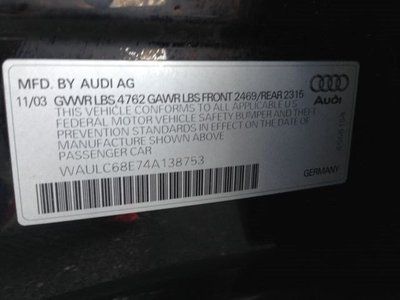 MFD. BY AUDI AG
11/03 GVWR LBS 4762 GAWR LBS FRONT 2469/REAR 2315
THIS VEHICLE CONFORMS TO ALL APPLICABLE U.S
FEDERAL MOTOR VEHICLE SAFETY BUMPER AND THEFT
PREVENTION STANDARDS IN EFFECT ON THE DATE OF
MANUFACTURE SHOWN ABOVE
PASSENGER CAR
WAULC68E74A138753
Audi
GERMANY